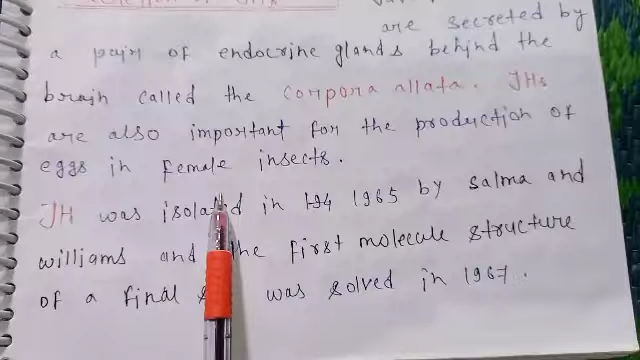 are secreted by
a pair of endocrine glands behind the
brain called the corpora allata. JHs
are also important for the production of
eggs in female insects.
JH was isolated in 1965 by Salma and
williams and the first molecule structure
of a final was solved in 1967.